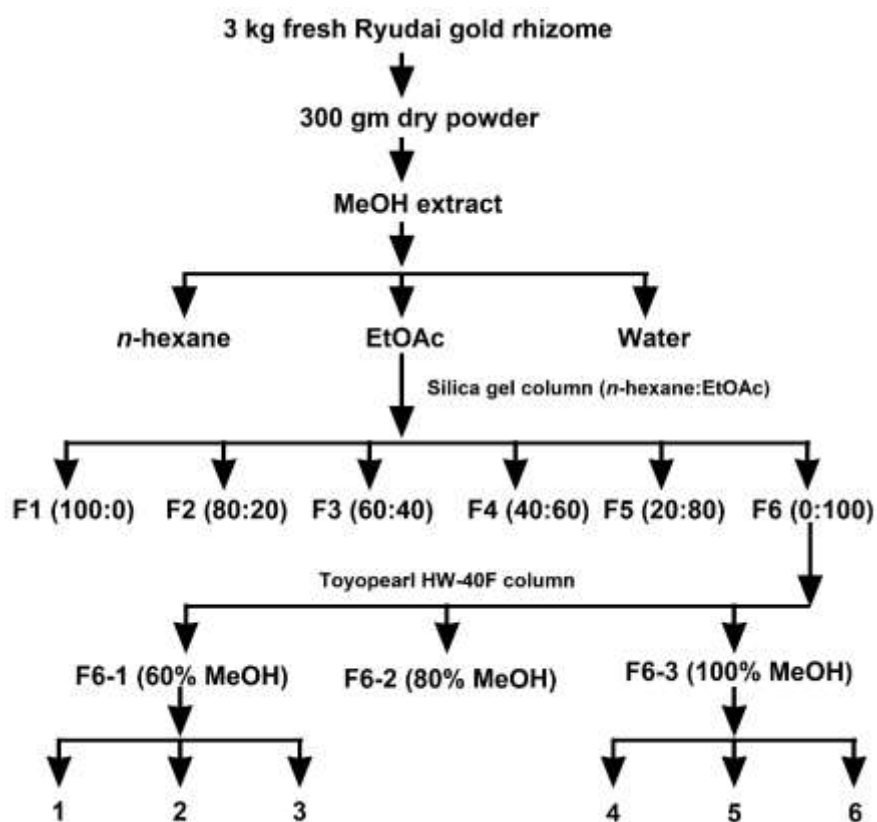 3 kg fresh Ryudai gold rhizome
300 gm dry powder
MeOH extract
n-hexane EtOAc Water
Silica gel column (n-hexane:EtOAc)
F1 (100:0) F2 (80:20) F3 (60:40) F4 (40:60) F5 (20:80) F6 (0:100)
Toyopearl HW-40F column
F6-1 (60% MeOH) F6-2 (80% MeOH) F6-3 (100% MeOH)
1 2 3 4 5 6